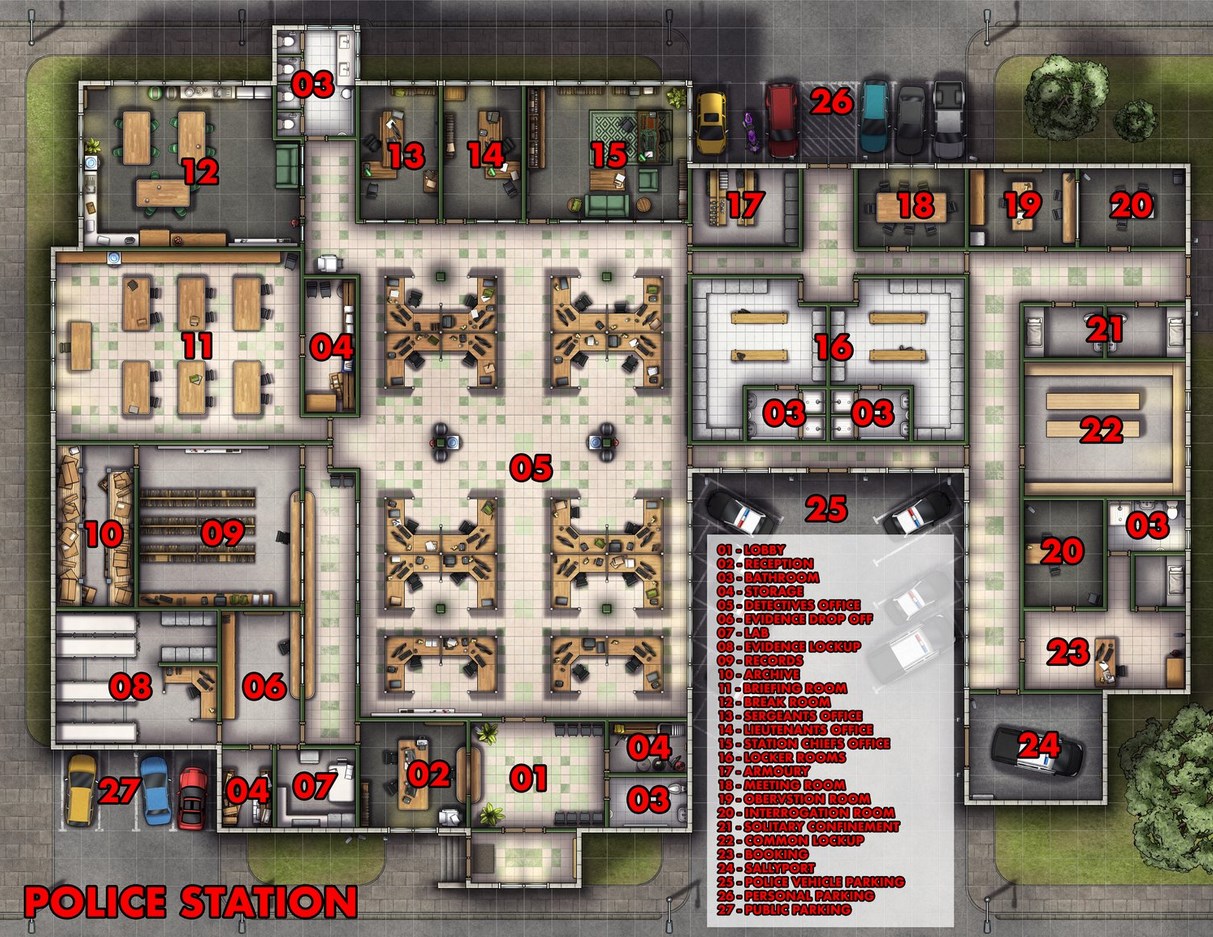 03
26
13
14
15
12
17
18
19
20
21
11
04
16
03
03
22
05
25
10
09
03
20
01 - LOBBY
02 - RECEPTION
03 - BATHROOM
04 - STORAGE
05 - DETECTIVES OFFICE
06 - EVIDENCE DROP OFF
07 - LAB
08 - EVIDENCE LOCKUP
09 - RECORDS
10 - ARCHIVE
11 - BRIEFING ROOM
12 - BREAK ROOM
13 - SERGEANTS OFFICE
14 - LIEUTENANTS OFFICE
15 - STATION CHIEFS OFFICE
16 - LOCKER ROOMS
17 - ARMOURY
18 - MEETING ROOM
19 - OBERVSTION ROOM
20 - INTERROGATION ROOM
21 - SOLITARY CONFINEMENT
22 - COMMON LOCKUP
23 - BOOKING
24 - SALLYPORT
25 - POLICE VEHICLE PARKING
26 - PERSONAL PARKING
27 - PUBLIC PARKING
23
08
06
24
04
02
01
27
04
07
03
POLICE STATION